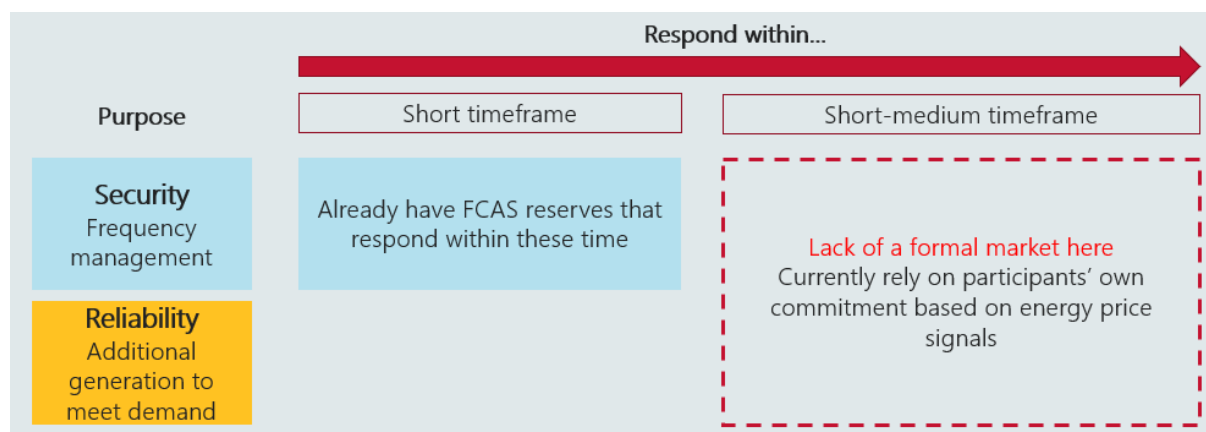 Respond within...
Purpose
Short timeframe
Short-medium timeframe
Security
Frequency
management
Already have FCAS reserves that
respond within these time
Lack of a formal market here
Currently rely on participants' own
commitment based on energy price
signals
Reliability
Additional
generation to
meet demand